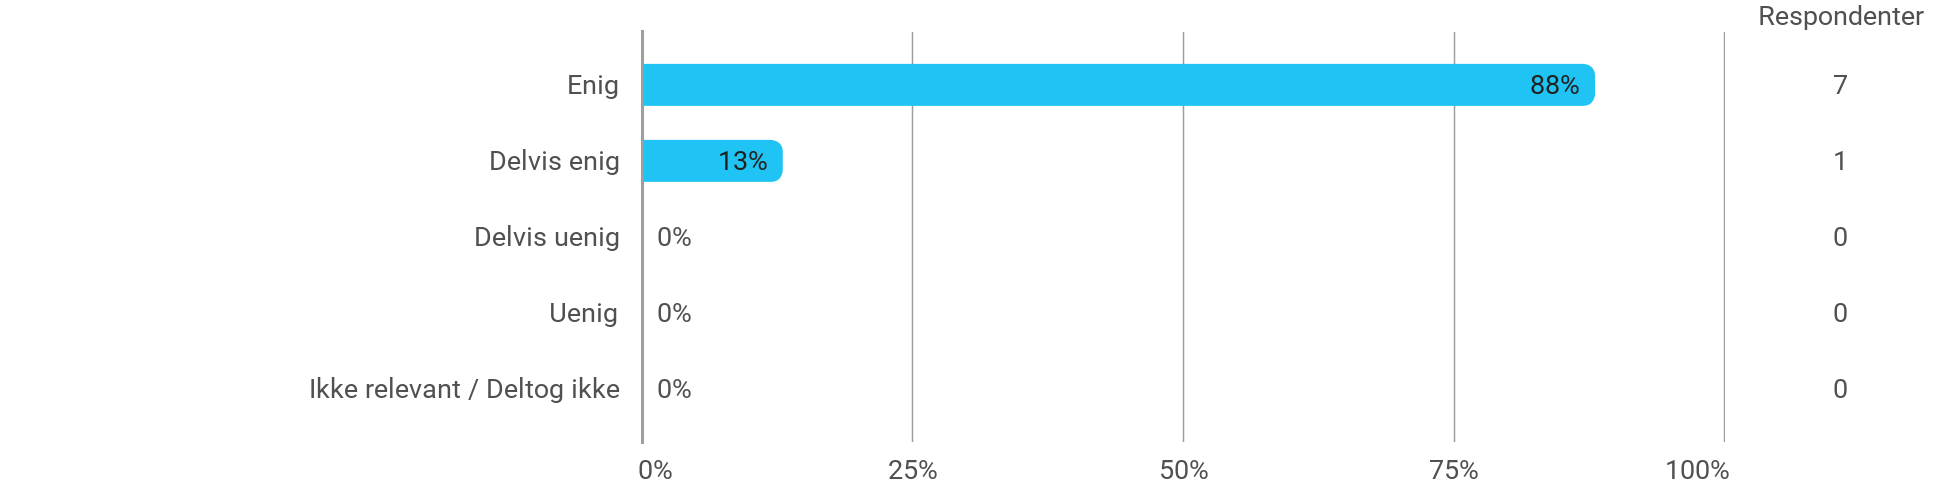 Respondenter
Enig 88% 7
Delvis enig 13% 1
Delvis uenig 0% 0
Uenig 0% 0
Ikke relevant / Deltog ikke 0% 0
0% 25% 50% 75% 100%